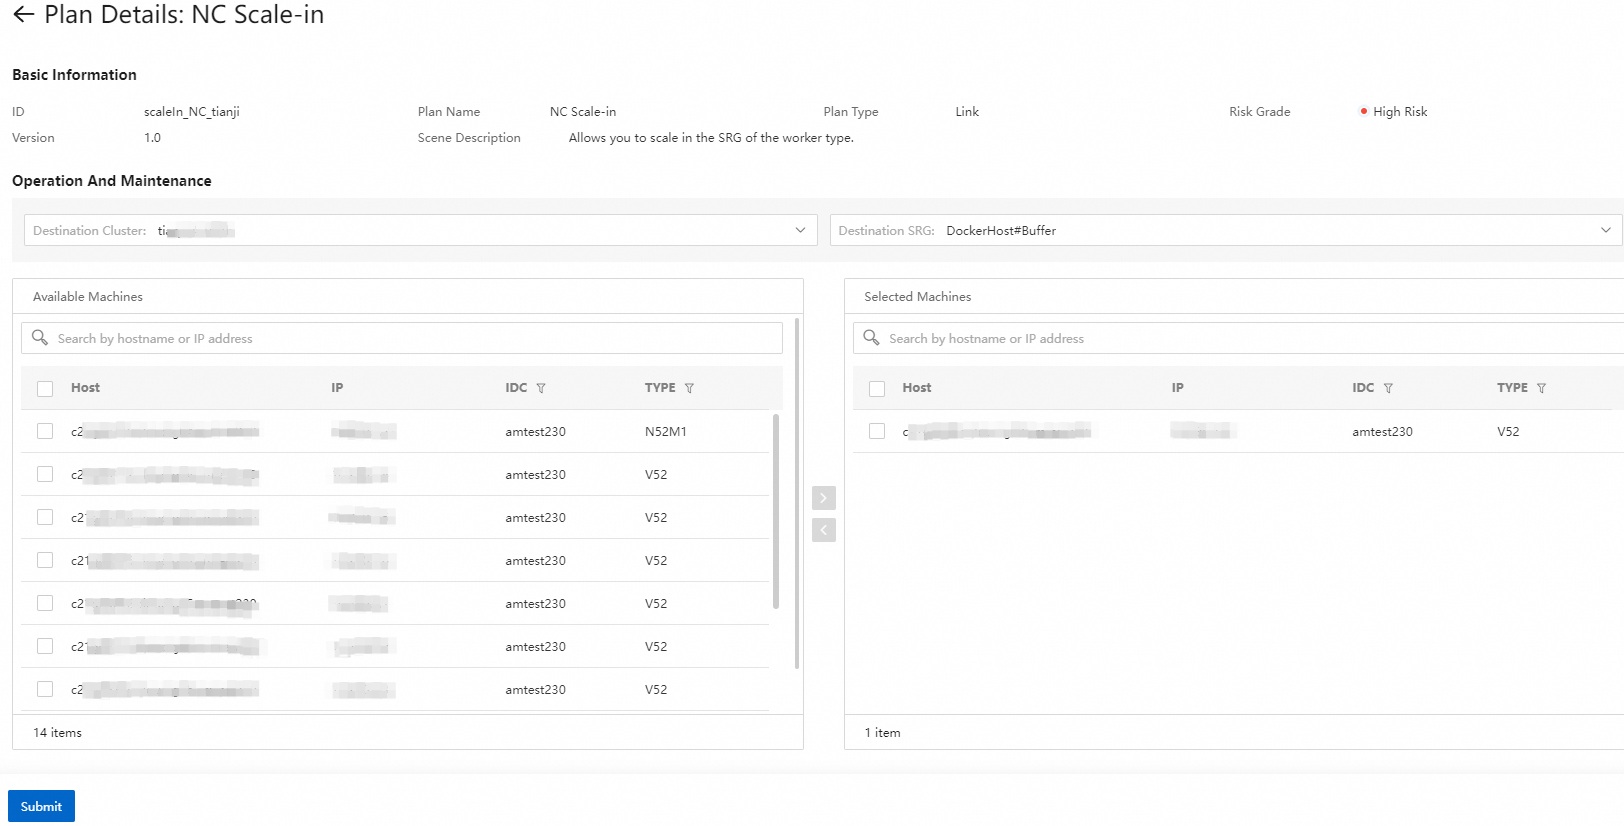 Plan Details: NC Scale-in
Basic Information
ID scaleIn_NC_tianji Plan Name NC Scale-in Plan Type Link Risk Grade High Risk
Version 1.0 Scene Description Allows you to scale in the SRG of the worker type.
Operation And Maintenance
Destination Cluster: Destination SRG: DockerHost#Buffer
Available Machines Selected Machines
Search by hostname or IP address Search by hostname or IP address
Host IP IDC TYPE Host IP IDC TYPE
amtest230 N52M1 amtest230 V52
amtest230 V52
amtest230 V52
amtest230 V52
amtest230 V52
amtest230 V52
amtest230 V52
14 items 1 item
Submit